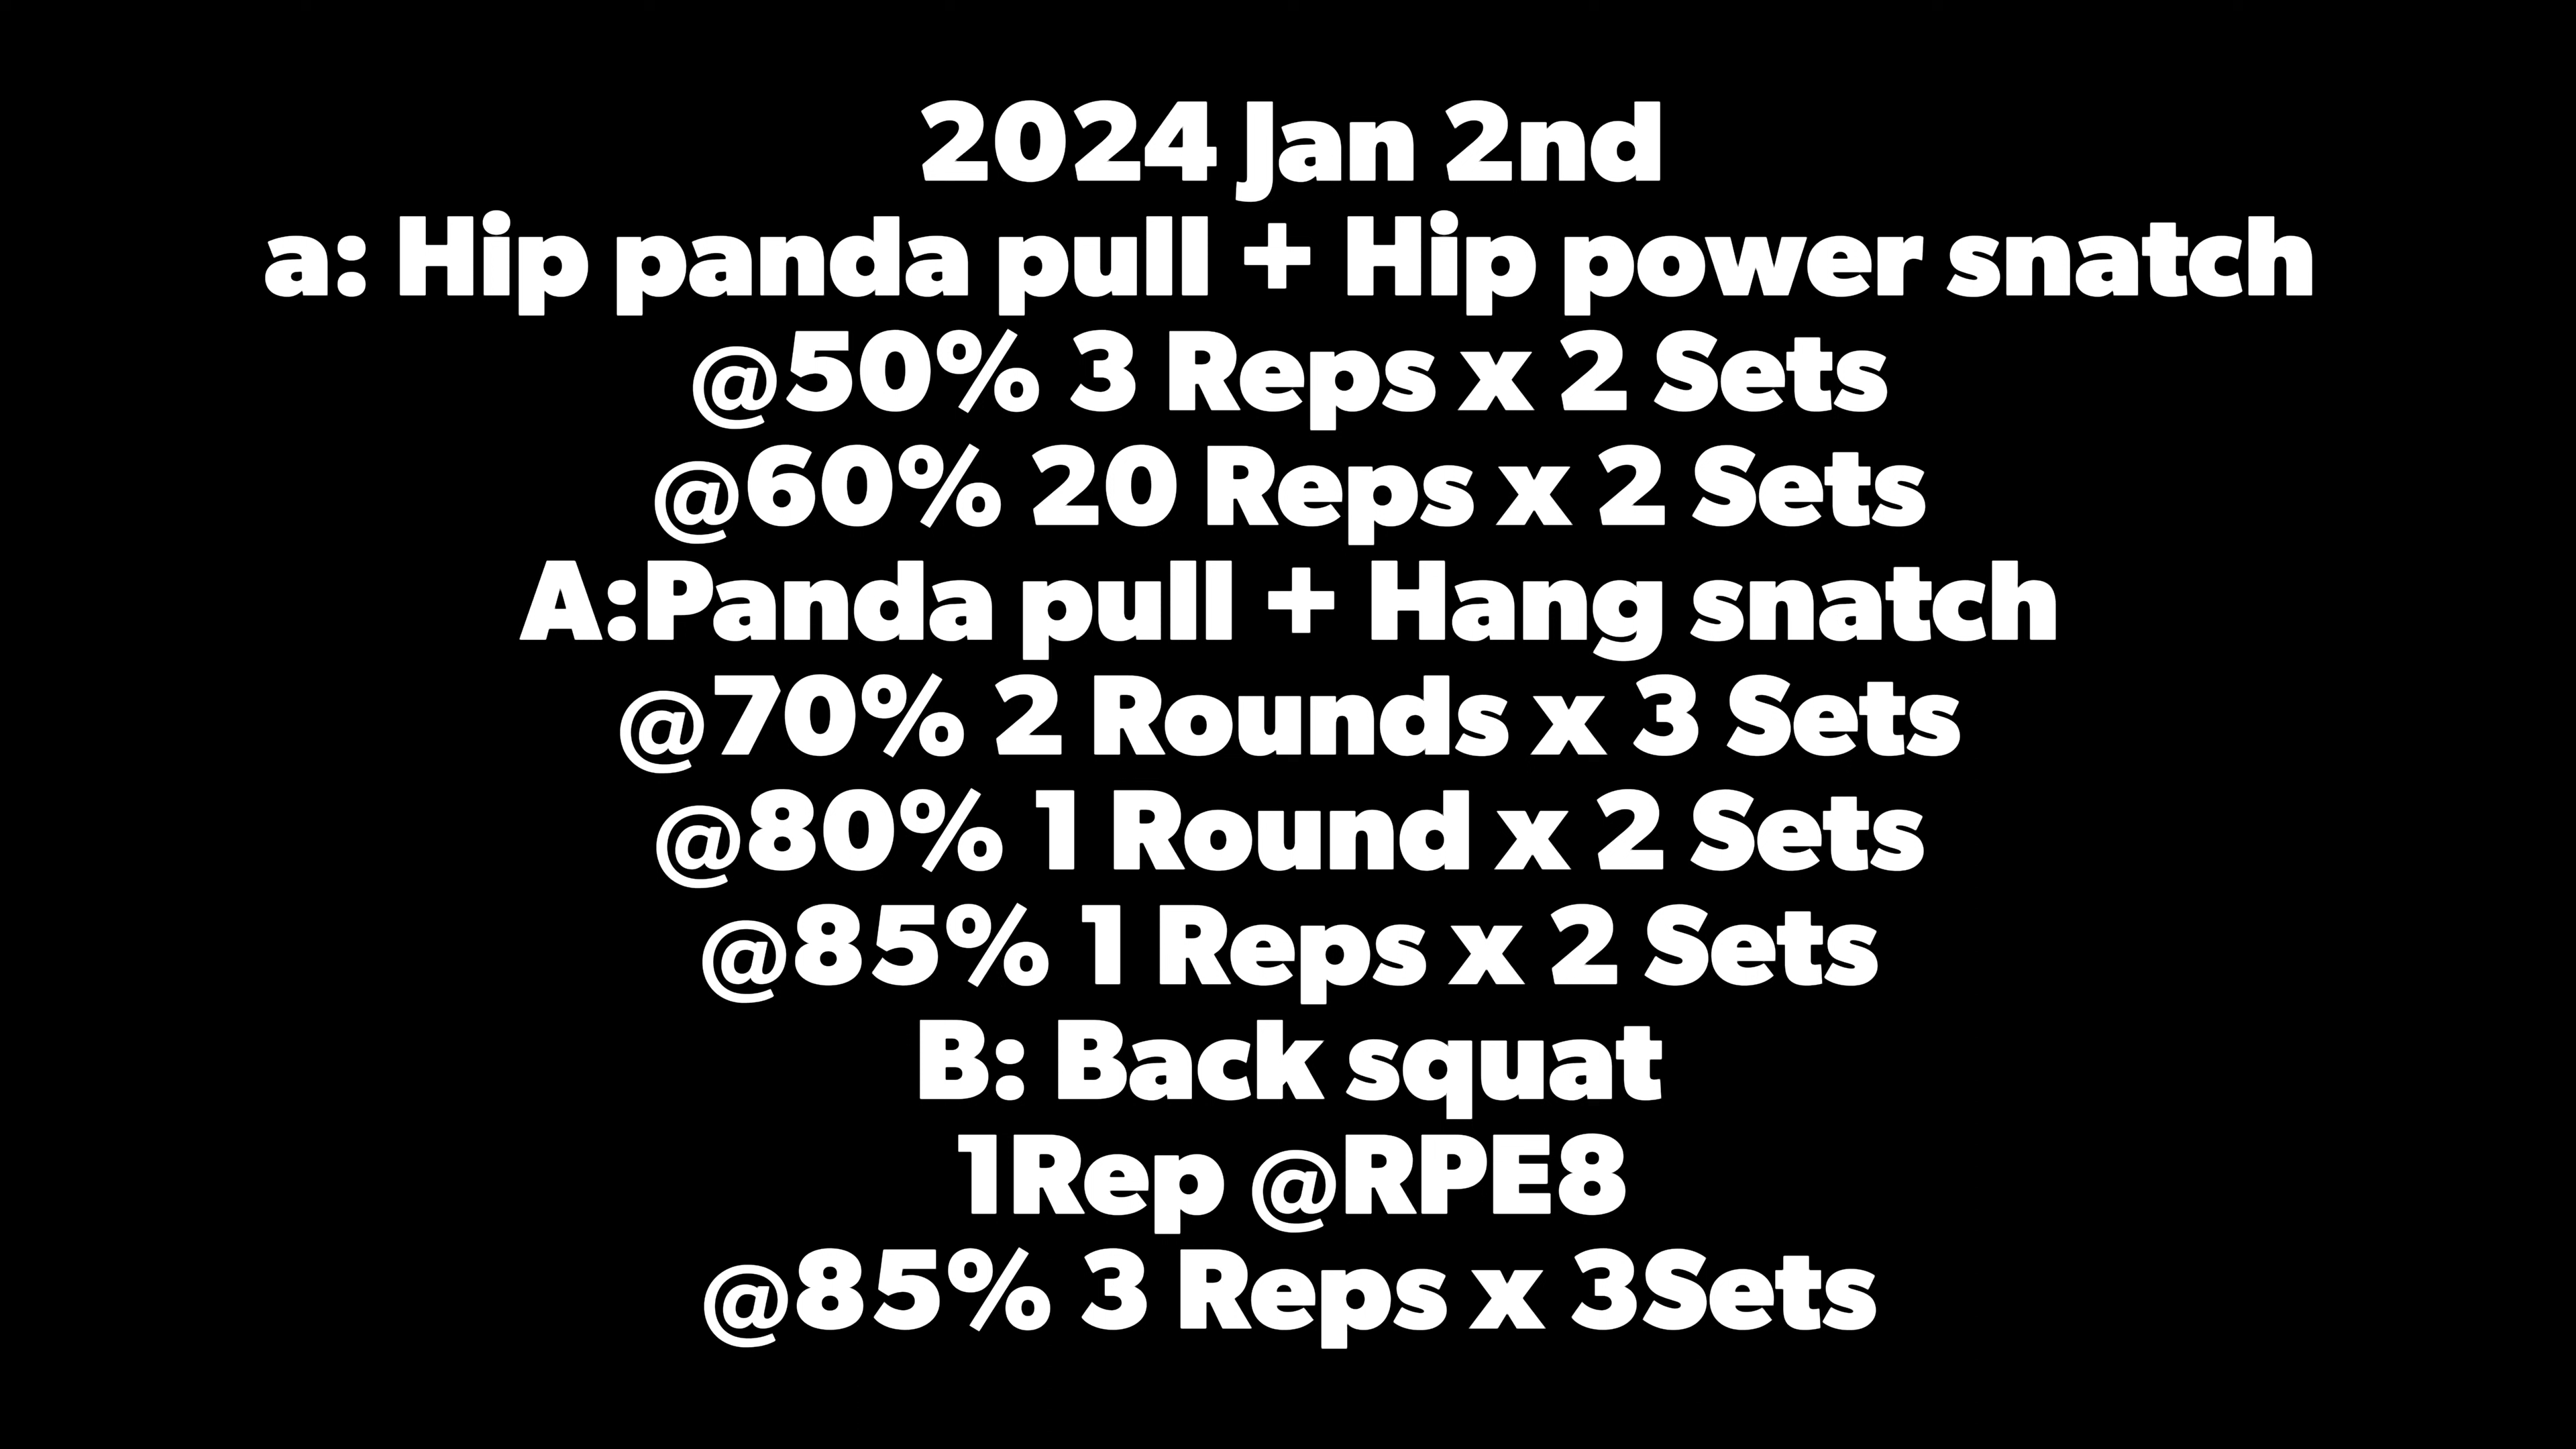 2024 Jan 2nd
a: Hip panda pull + Hip power snatch
@50% 3 Reps x 2 Sets
@60% 20 Reps x 2 Sets
A:Panda pull + Hang snatch
@70% 2 Rounds x 3 Sets
@80% 1 Round x 2 Sets
@85% 1 Reps x 2 Sets
B: Back squat
1Rep @RPE8
@85% 3 Reps x 3Sets